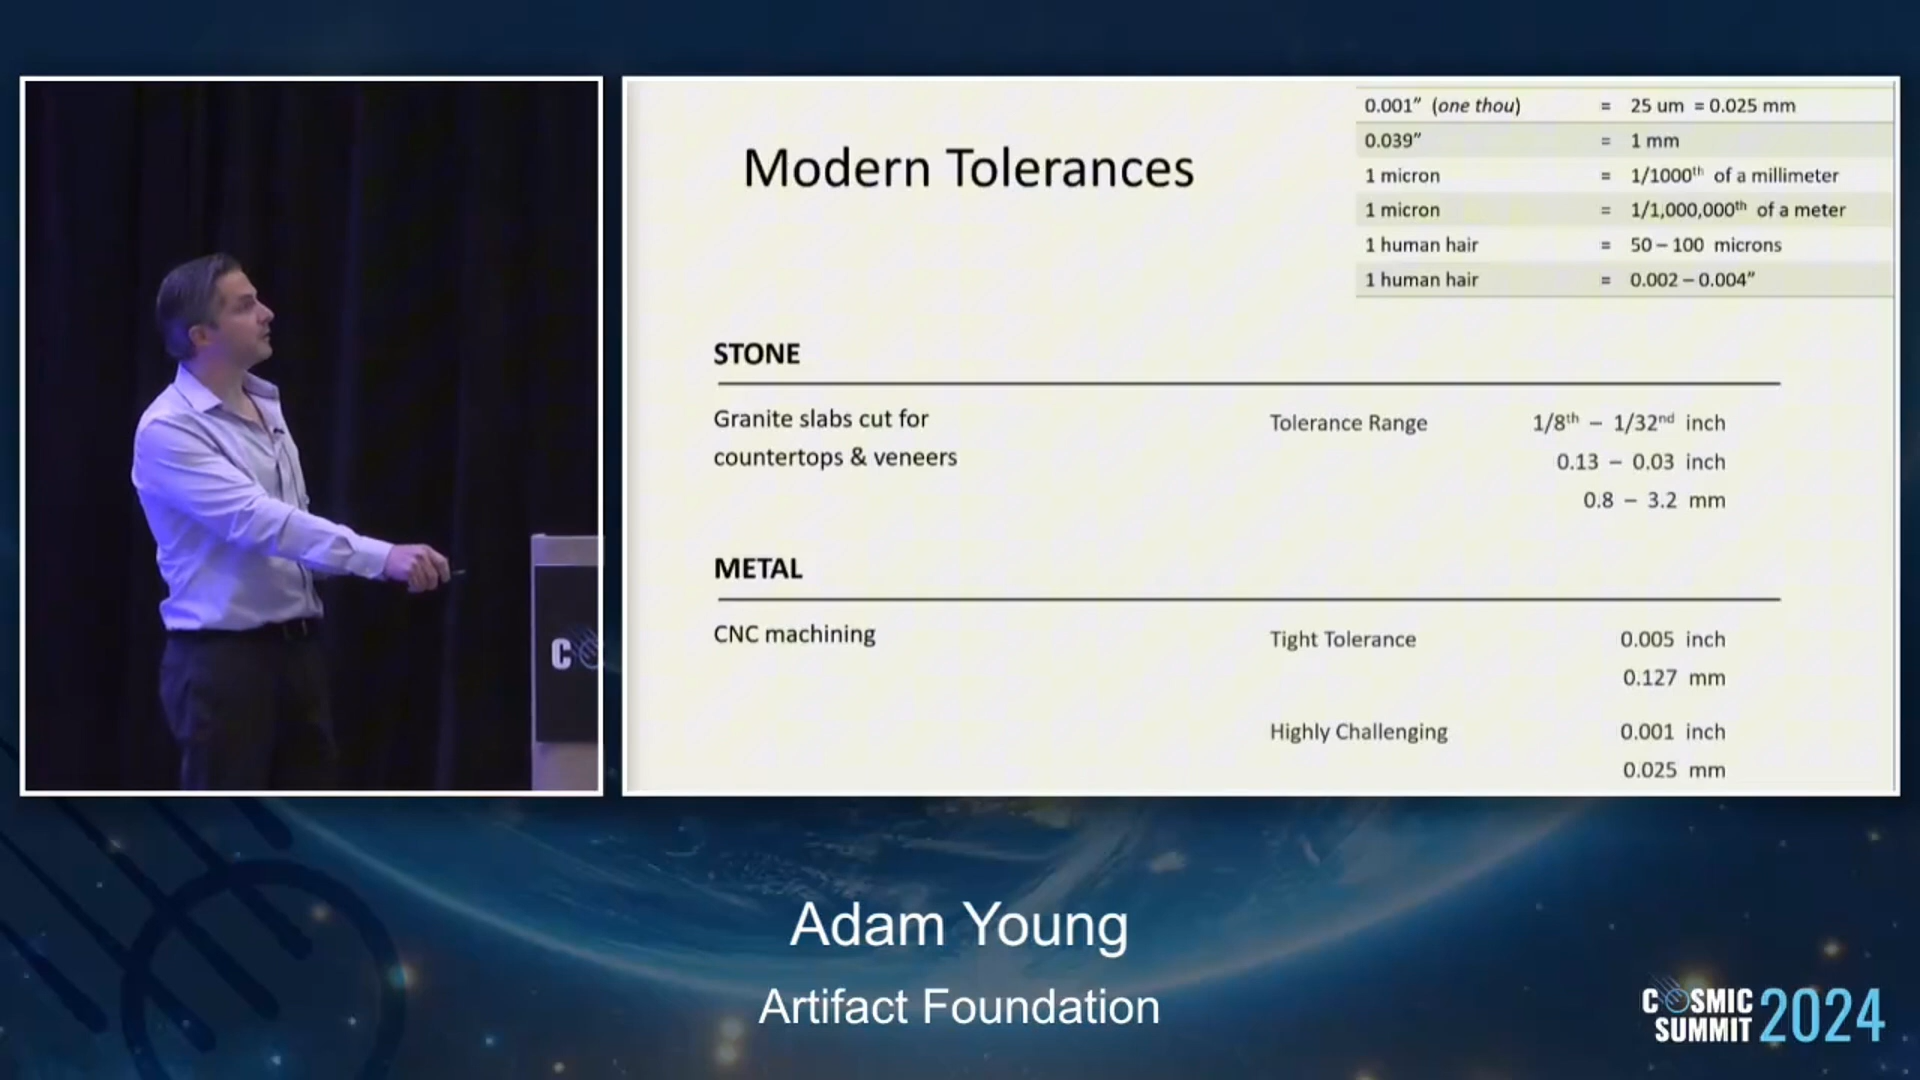 Modern Tolerances
0.001” (one thou) = 25 um = 0.025 mm
0.039” = 1 mm
1 micron = 1/1000th of a millimeter
1 micron = 1/1,000,000th of a meter
1 human hair = 50 – 100 microns
1 human hair = 0.002 – 0.004”
STONE
Granite slabs cut for
countertops & veneers
Tolerance Range 1/8th – 1/32nd inch
0.13 – 0.03 inch
0.8 – 3.2 mm
METAL
CNC machining
Tight Tolerance 0.005 inch
0.127 mm
Highly Challenging 0.001 inch
0.025 mm
Adam Young
Artifact Foundation
COSMIC
SUMMIT 2024